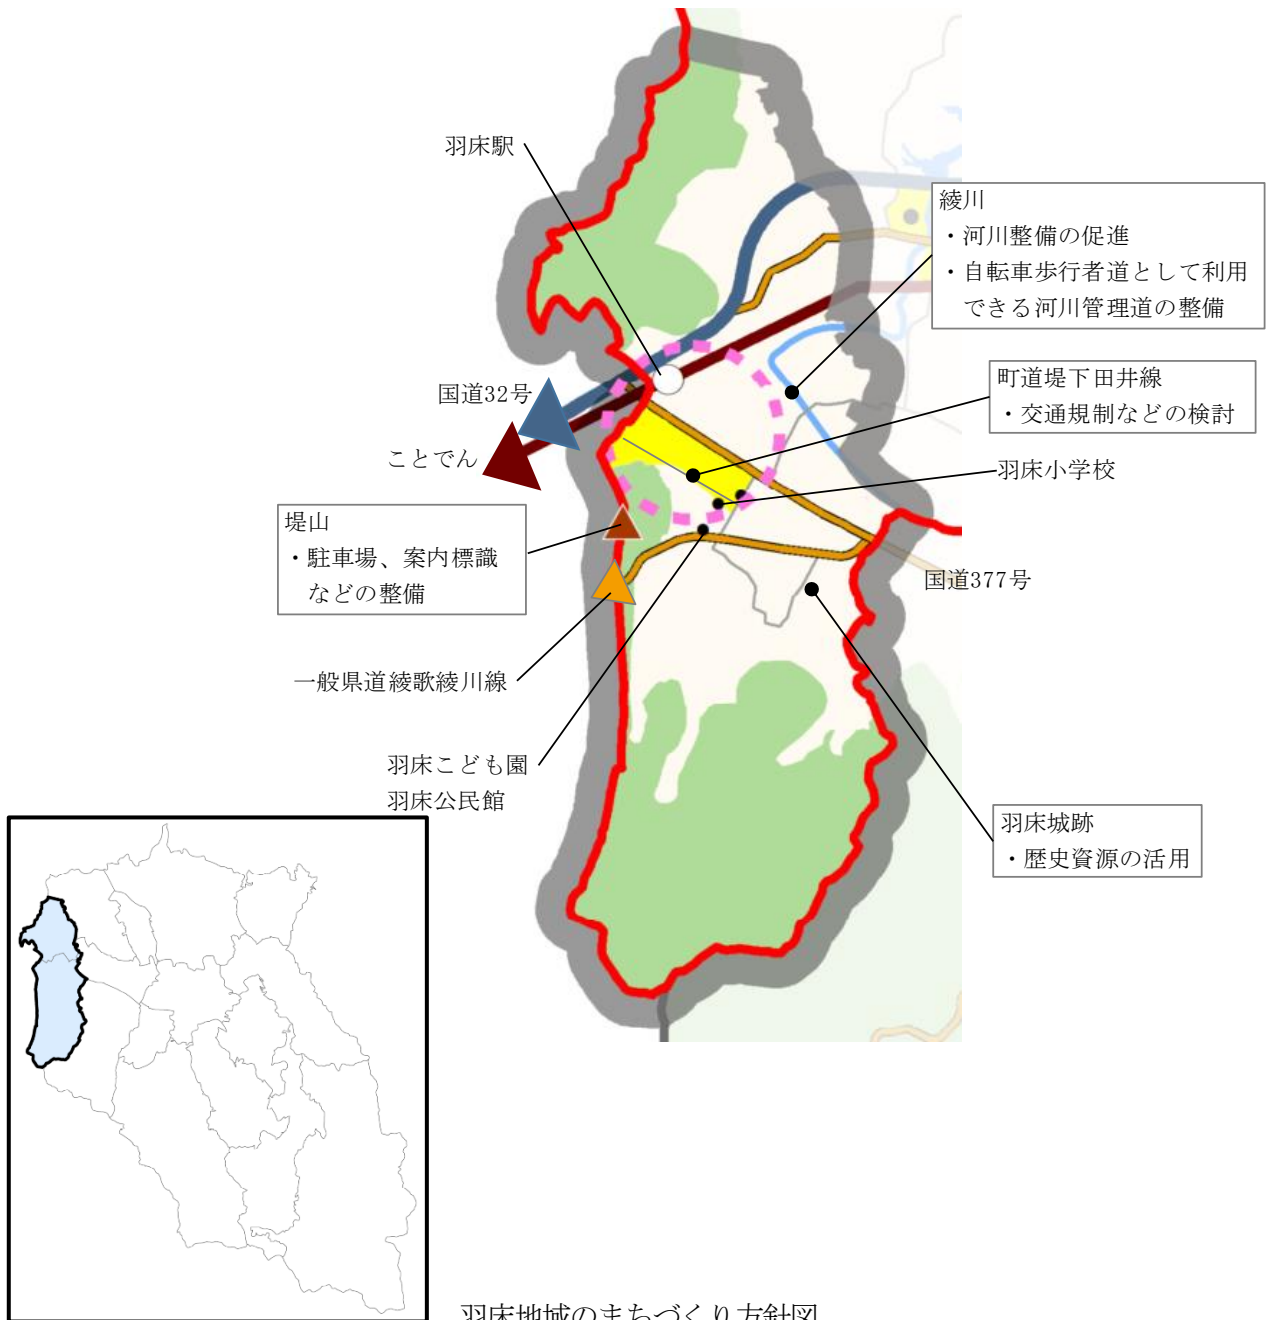 羽床駅
綾川
・河川整備の促進
・自転車歩行者道として利用
できる河川管理道の整備
町道堤下田井線
・交通規制などの検討
国道32号
ことでん
羽床小学校
堤山
・駐車場、案内標識
などの整備
国道377号
一般県道綾歌綾川線
羽床こども園
羽床公民館
羽床城跡
・歴史資源の活用
羽床地域のまちづくり方針図